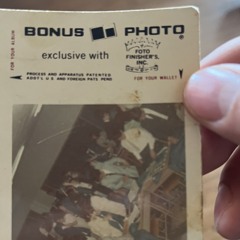 BONUS PHOTO®
exclusive with
FOTO
FINISHER'S,
INC.
FOR YOUR ALBUM
PROCESS AND APPARATUS PATENTED
ADDT'L U.S. AND FOREIGN PATS. PEND.
FOR YOUR WALLET